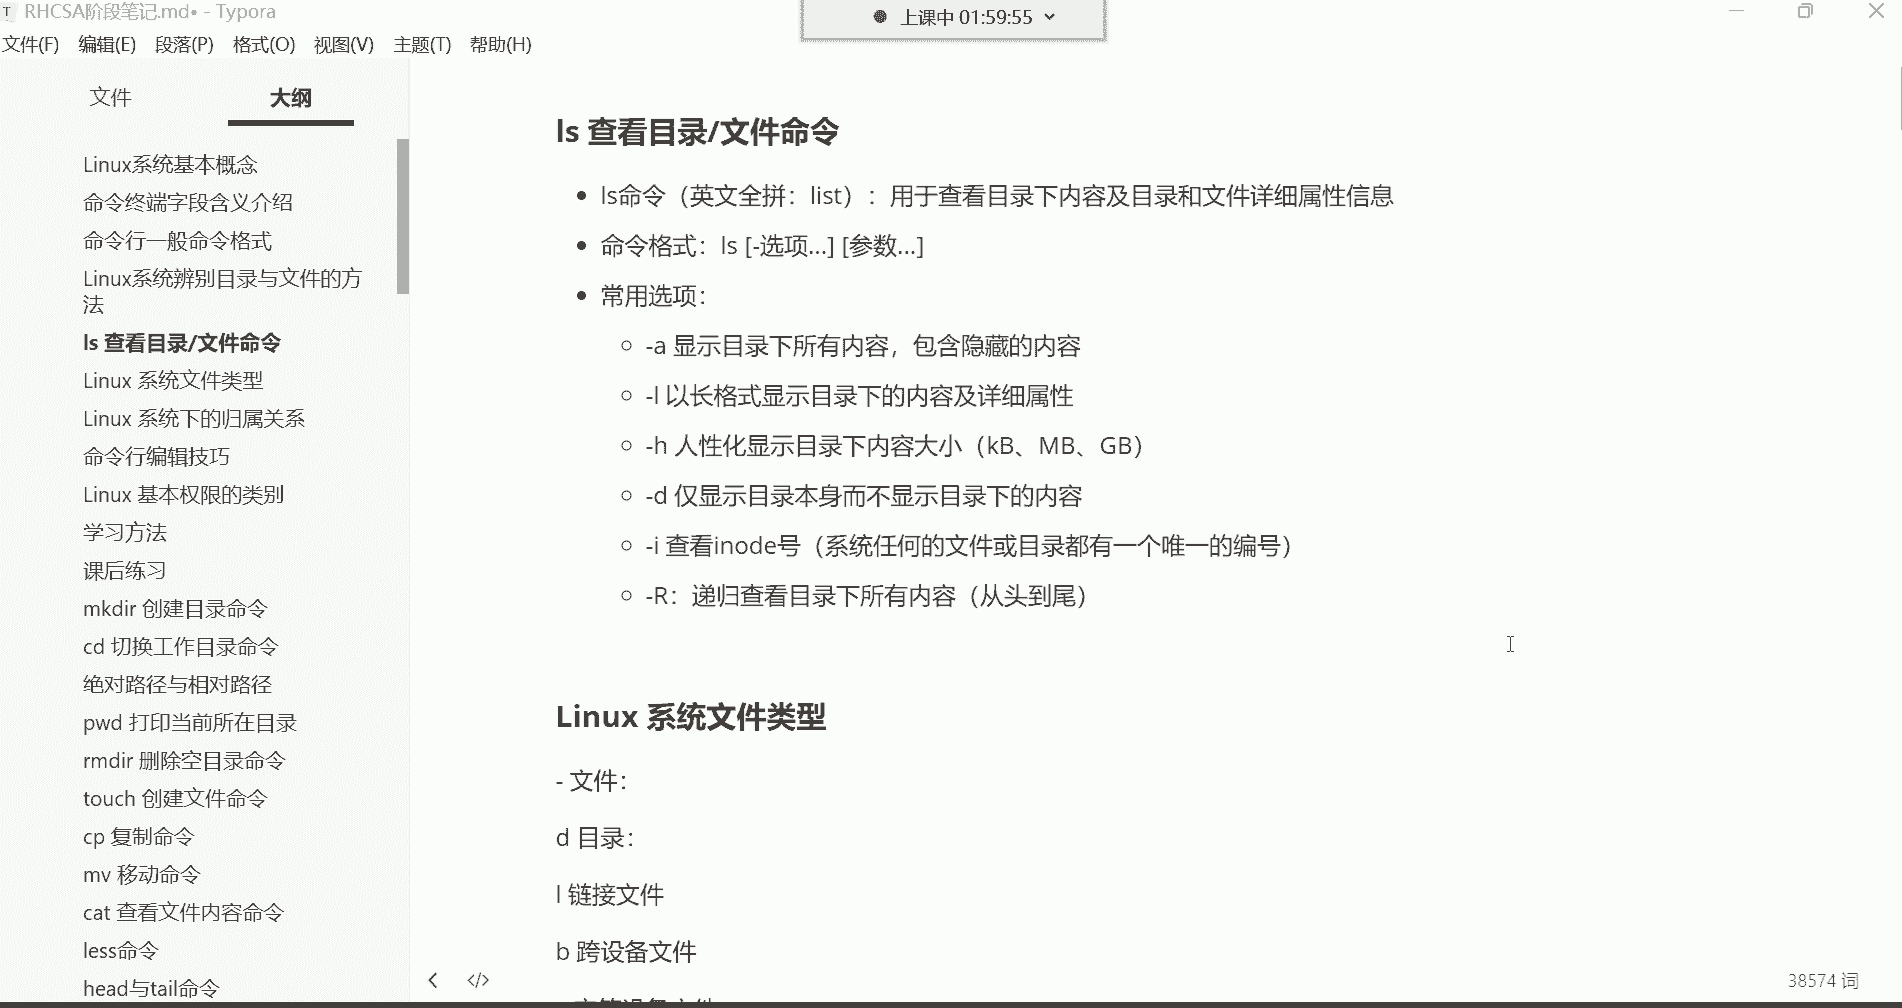 RHCSA阶段笔记.md• - Typora
上课中 01:59:55
文件(F) 编辑(E) 段落(P) 格式(O) 视图(V) 主题(T) 帮助(H)
文件 大纲
Linux系统基本概念
命令终端字段含义介绍
命令行一般命令格式
Linux系统辨别目录与文件的方
法
ls 查看目录/文件命令
Linux 系统文件类型
Linux 系统下的归属关系
命令行编辑技巧
Linux 基本权限的类别
学习方法
课后练习
mkdir 创建目录命令
cd 切换工作目录命令
绝对路径与相对路径
pwd 打印当前所在目录
rmdir 删除空目录命令
touch 创建文件命令
cp 复制命令
mv 移动命令
cat 查看文件内容命令
less命令
head与tail命令
ls 查看目录/文件命令
• ls命令（英文全拼：list）：用于查看目录下内容及目录和文件详细属性信息
• 命令格式：ls [-选项...] [参数...]
• 常用选项：
◦ -a 显示目录下所有内容，包含隐藏的内容
◦ -l 以长格式显示目录下的内容及详细属性
◦ -h 人性化显示目录下内容大小（kB、MB、GB）
◦ -d 仅显示目录本身而不显示目录下的内容
◦ -i 查看inode号（系统任何的文件或目录都有一个唯一的编号）
◦ -R：递归查看目录下所有内容（从头到尾）
Linux 系统文件类型
- 文件：
d 目录：
l 链接文件
b 跨设备文件
</>
38574 词